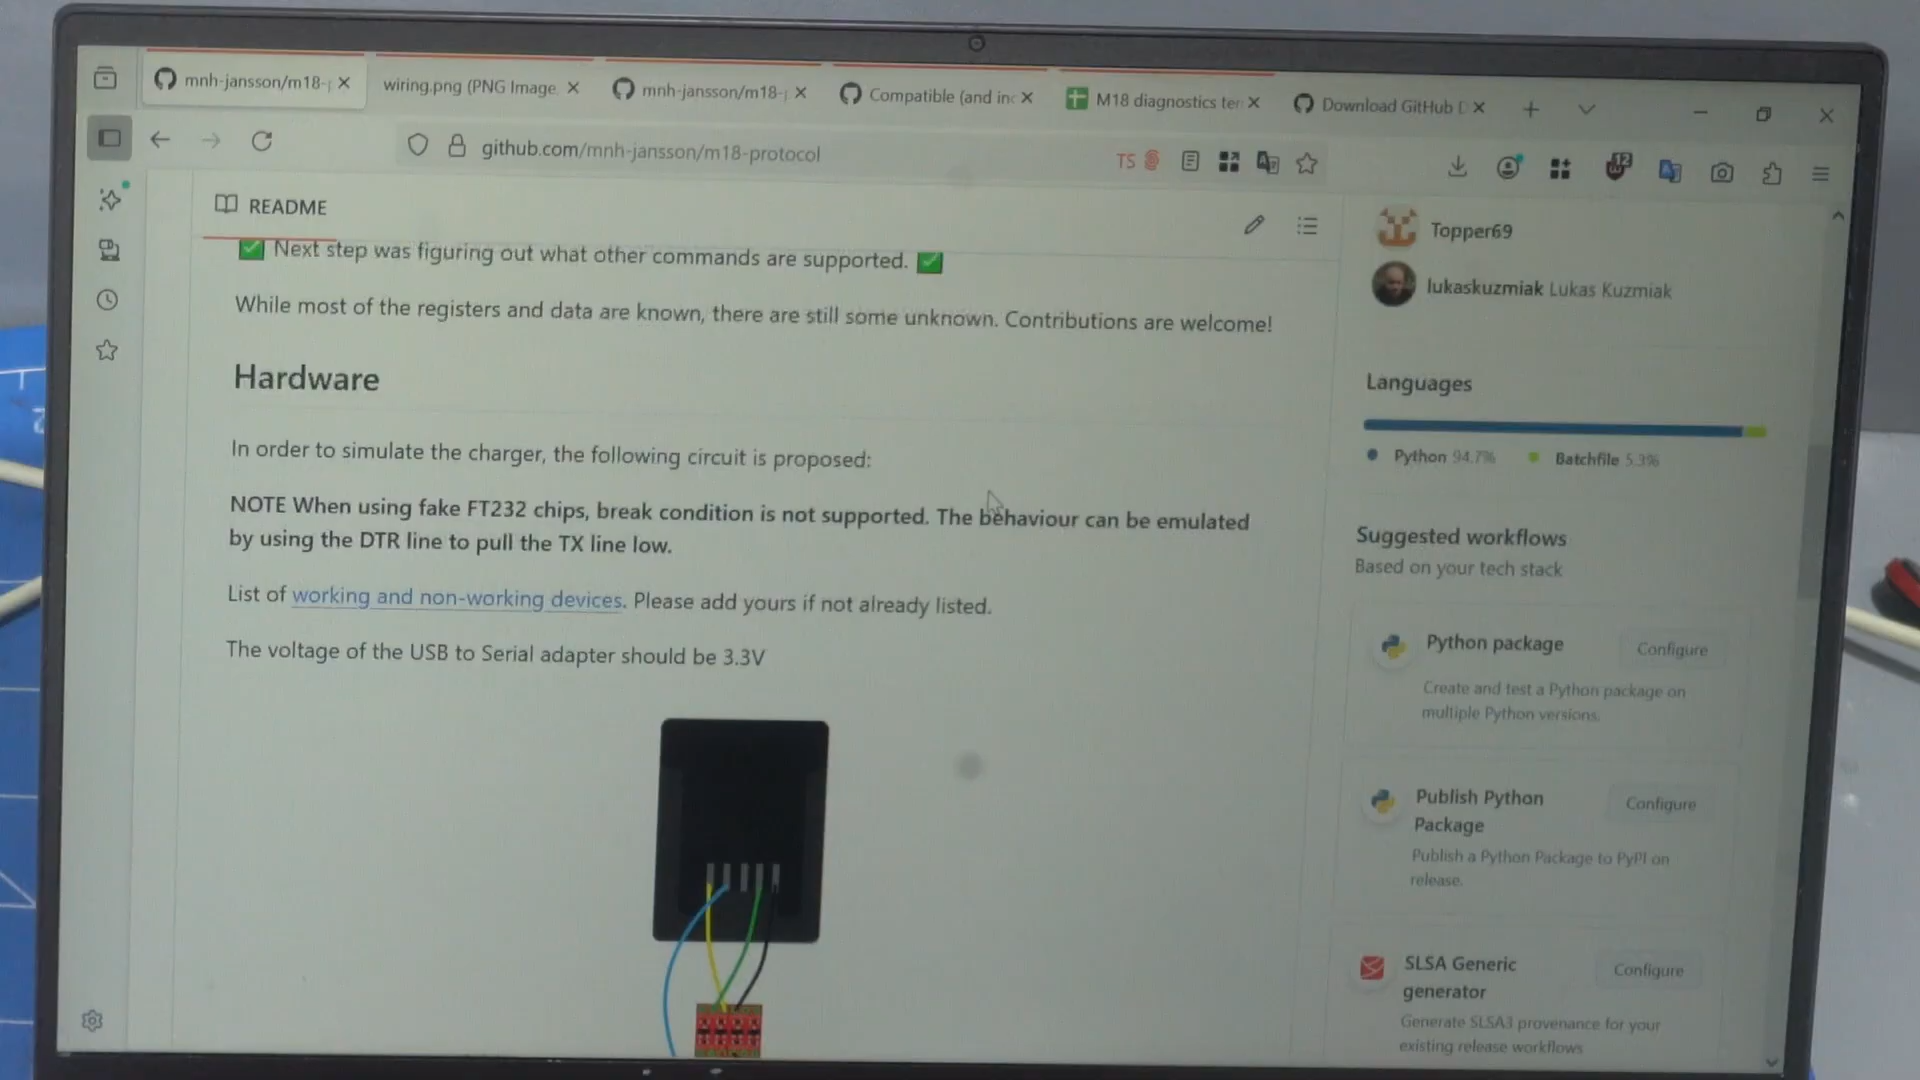 mnh-jansson/m18-
wiring.png (PNG Image,
mnh-jansson/m18-
Compatible (and inc
M18 diagnostics ter
Download GitHub D
github.com/mnh-jansson/m18-protocol
TS
12
README
Next step was figuring out what other commands are supported.
While most of the registers and data are known, there are still some unknown. Contributions are welcome!
Hardware
In order to simulate the charger, the following circuit is proposed:
NOTE When using fake FT232 chips, break condition is not supported. The behaviour can be emulated
by using the DTR line to pull the TX line low.
List of working and non-working devices. Please add yours if not already listed.
The voltage of the USB to Serial adapter should be 3.3V
Topper69
lukaskuzmiak Lukas Kuzmiak
Languages
Python 94.7% Batchfile 5.3%
Suggested workflows
Based on your tech stack
Python package
Configure
Create and test a Python package on
multiple Python versions.
Publish Python
Package
Configure
Publish a Python Package to PyPI on
release.
SLSA Generic
generator
Configure
Generate SLSA3 provenance for your
existing release workflows